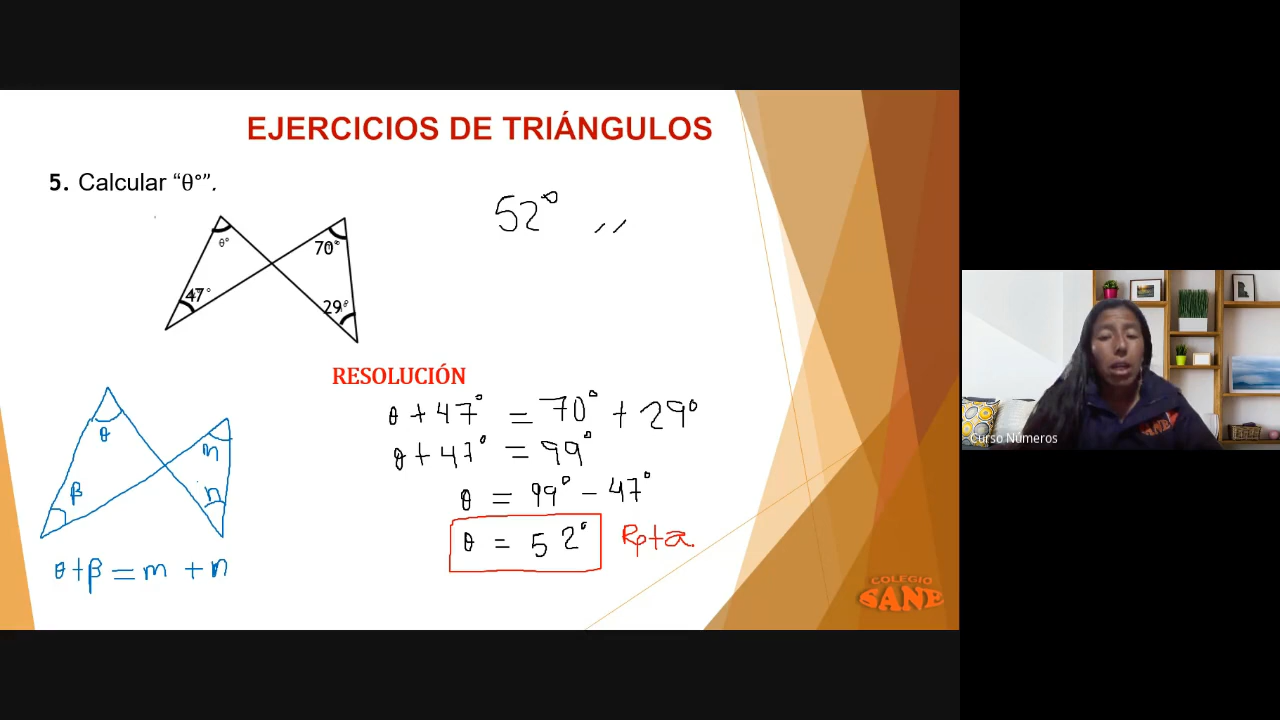 EJERCICIOS DE TRIÁNGULOS
5. Calcular “θ°”.
52° ,,
θ°
70°
47°
29°
RESOLUCIÓN
θ + 47° = 70° + 29°
θ + 47° = 99°
θ = 99° - 47°
θ = 52° Rpta.
θ
m
β
n
θ + β = m + n
COLEGIO
SANE
Curso Números